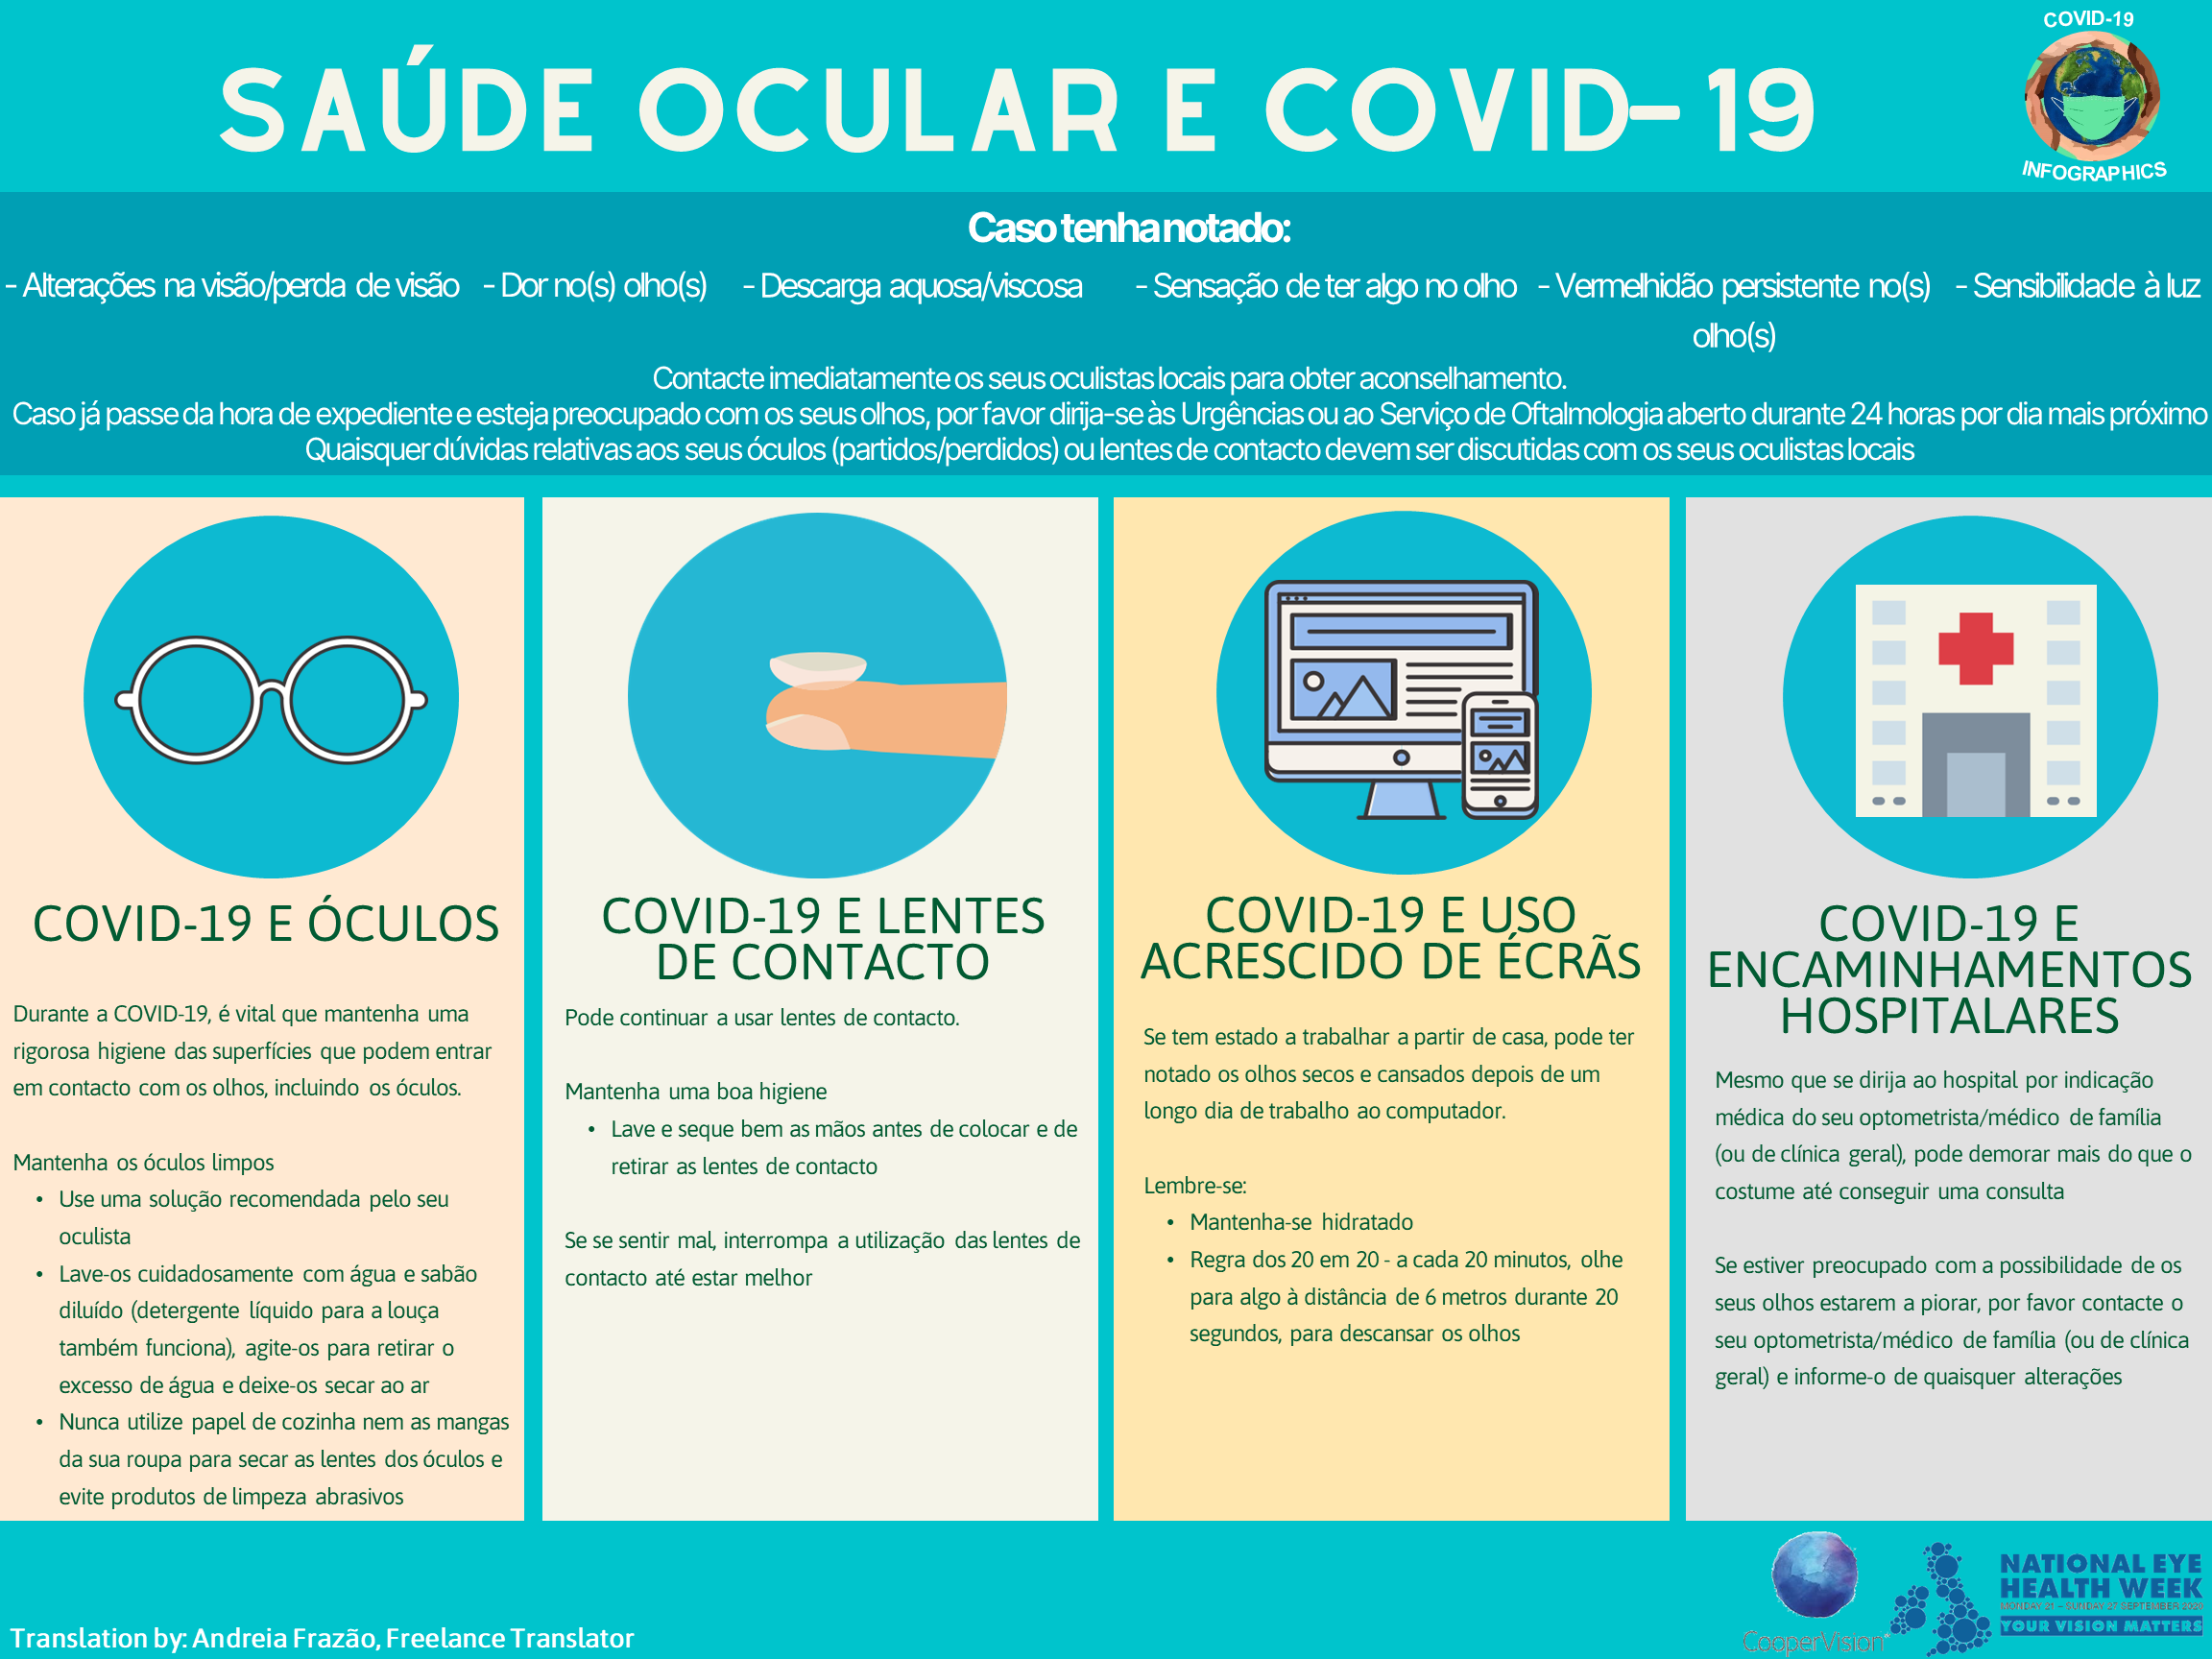 COVID-19
INFOGRAPHICS
SAÚDE OCULAR E COVID-19
Caso tenha notado:
- Alterações na visão/perda de visão
- Dor no(s) olho(s)
- Descarga aquosa/viscosa
- Sensação de ter algo no olho
- Vermelhidão persistente no(s)
olho(s)
- Sensibilidade à luz
Contacte imediatamente os seus oculistas locais para obter aconselhamento.
Caso já passe da hora de expediente e esteja preocupado com os seus olhos, por favor dirija-se às Urgências ou ao Serviço de Oftalmologia aberto durante 24 horas por dia mais próximo
Quaisquer dúvidas relativas aos seus óculos (partidos/perdidos) ou lentes de contacto devem ser discutidas com os seus oculistas locais
COVID-19 E ÓCULOS
Durante a COVID-19, é vital que mantenha uma
rigorosa higiene das superfícies que podem entrar
em contacto com os olhos, incluindo os óculos.
Mantenha os óculos limpos
• Use uma solução recomendada pelo seu
oculista
• Lave-os cuidadosamente com água e sabão
diluído (detergente líquido para a louça
também funciona), agite-os para retirar o
excesso de água e deixe-os secar ao ar
• Nunca utilize papel de cozinha nem as mangas
da sua roupa para secar as lentes dos óculos e
evite produtos de limpeza abrasivos
COVID-19 E LENTES
DE CONTACTO
Pode continuar a usar lentes de contacto.
Mantenha uma boa higiene
• Lave e seque bem as mãos antes de colocar e de
retirar as lentes de contacto
Se se sentir mal, interrompa a utilização das lentes de
contacto até estar melhor
COVID-19 E USO
ACRESCIDO DE ÉCRÃS
Se tem estado a trabalhar a partir de casa, pode ter
notado os olhos secos e cansados depois de um
longo dia de trabalho ao computador.
Lembre-se:
• Mantenha-se hidratado
• Regra dos 20 em 20 - a cada 20 minutos, olhe
para algo à distância de 6 metros durante 20
segundos, para descansar os olhos
COVID-19 E
ENCAMINHAMENTOS
HOSPITALARES
Mesmo que se dirija ao hospital por indicação
médica do seu optometrista/médico de família
(ou de clínica geral), pode demorar mais do que o
costume até conseguir uma consulta
Se estiver preocupado com a possibilidade de os
seus olhos estarem a piorar, por favor contacte o
seu optometrista/médico de família (ou de clínica
geral) e informe-o de quaisquer alterações
Translation by: Andreia Frazão, Freelance Translator
CooperVision
NATIONAL EYE
HEALTH WEEK
MONDAY 21 – SUNDAY 27 SEPTEMBER 2020
YOUR VISION MATTERS